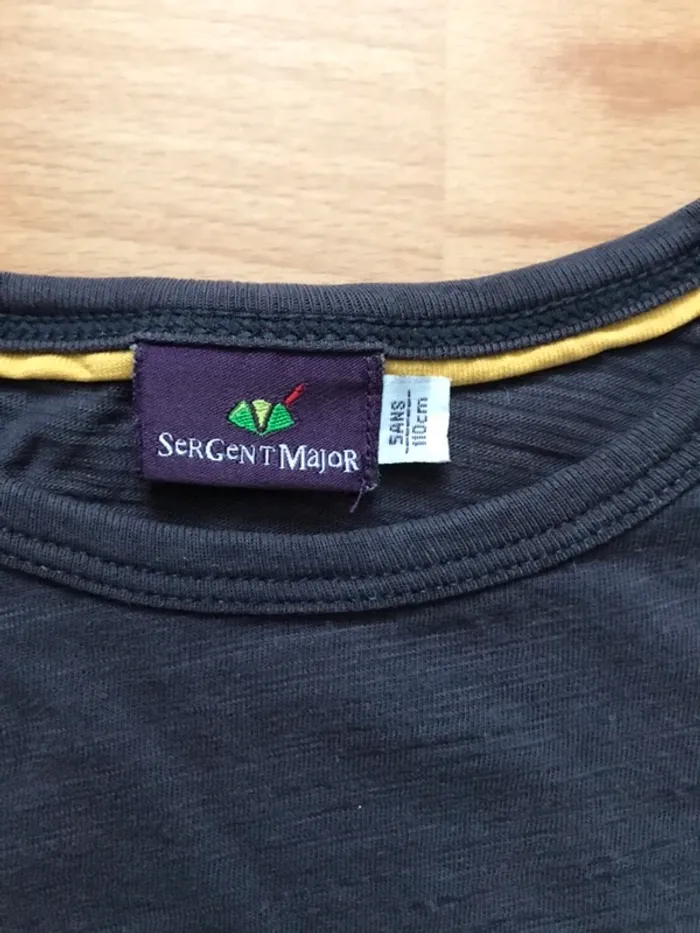 SerGenT MajoR
5ANS
110cm